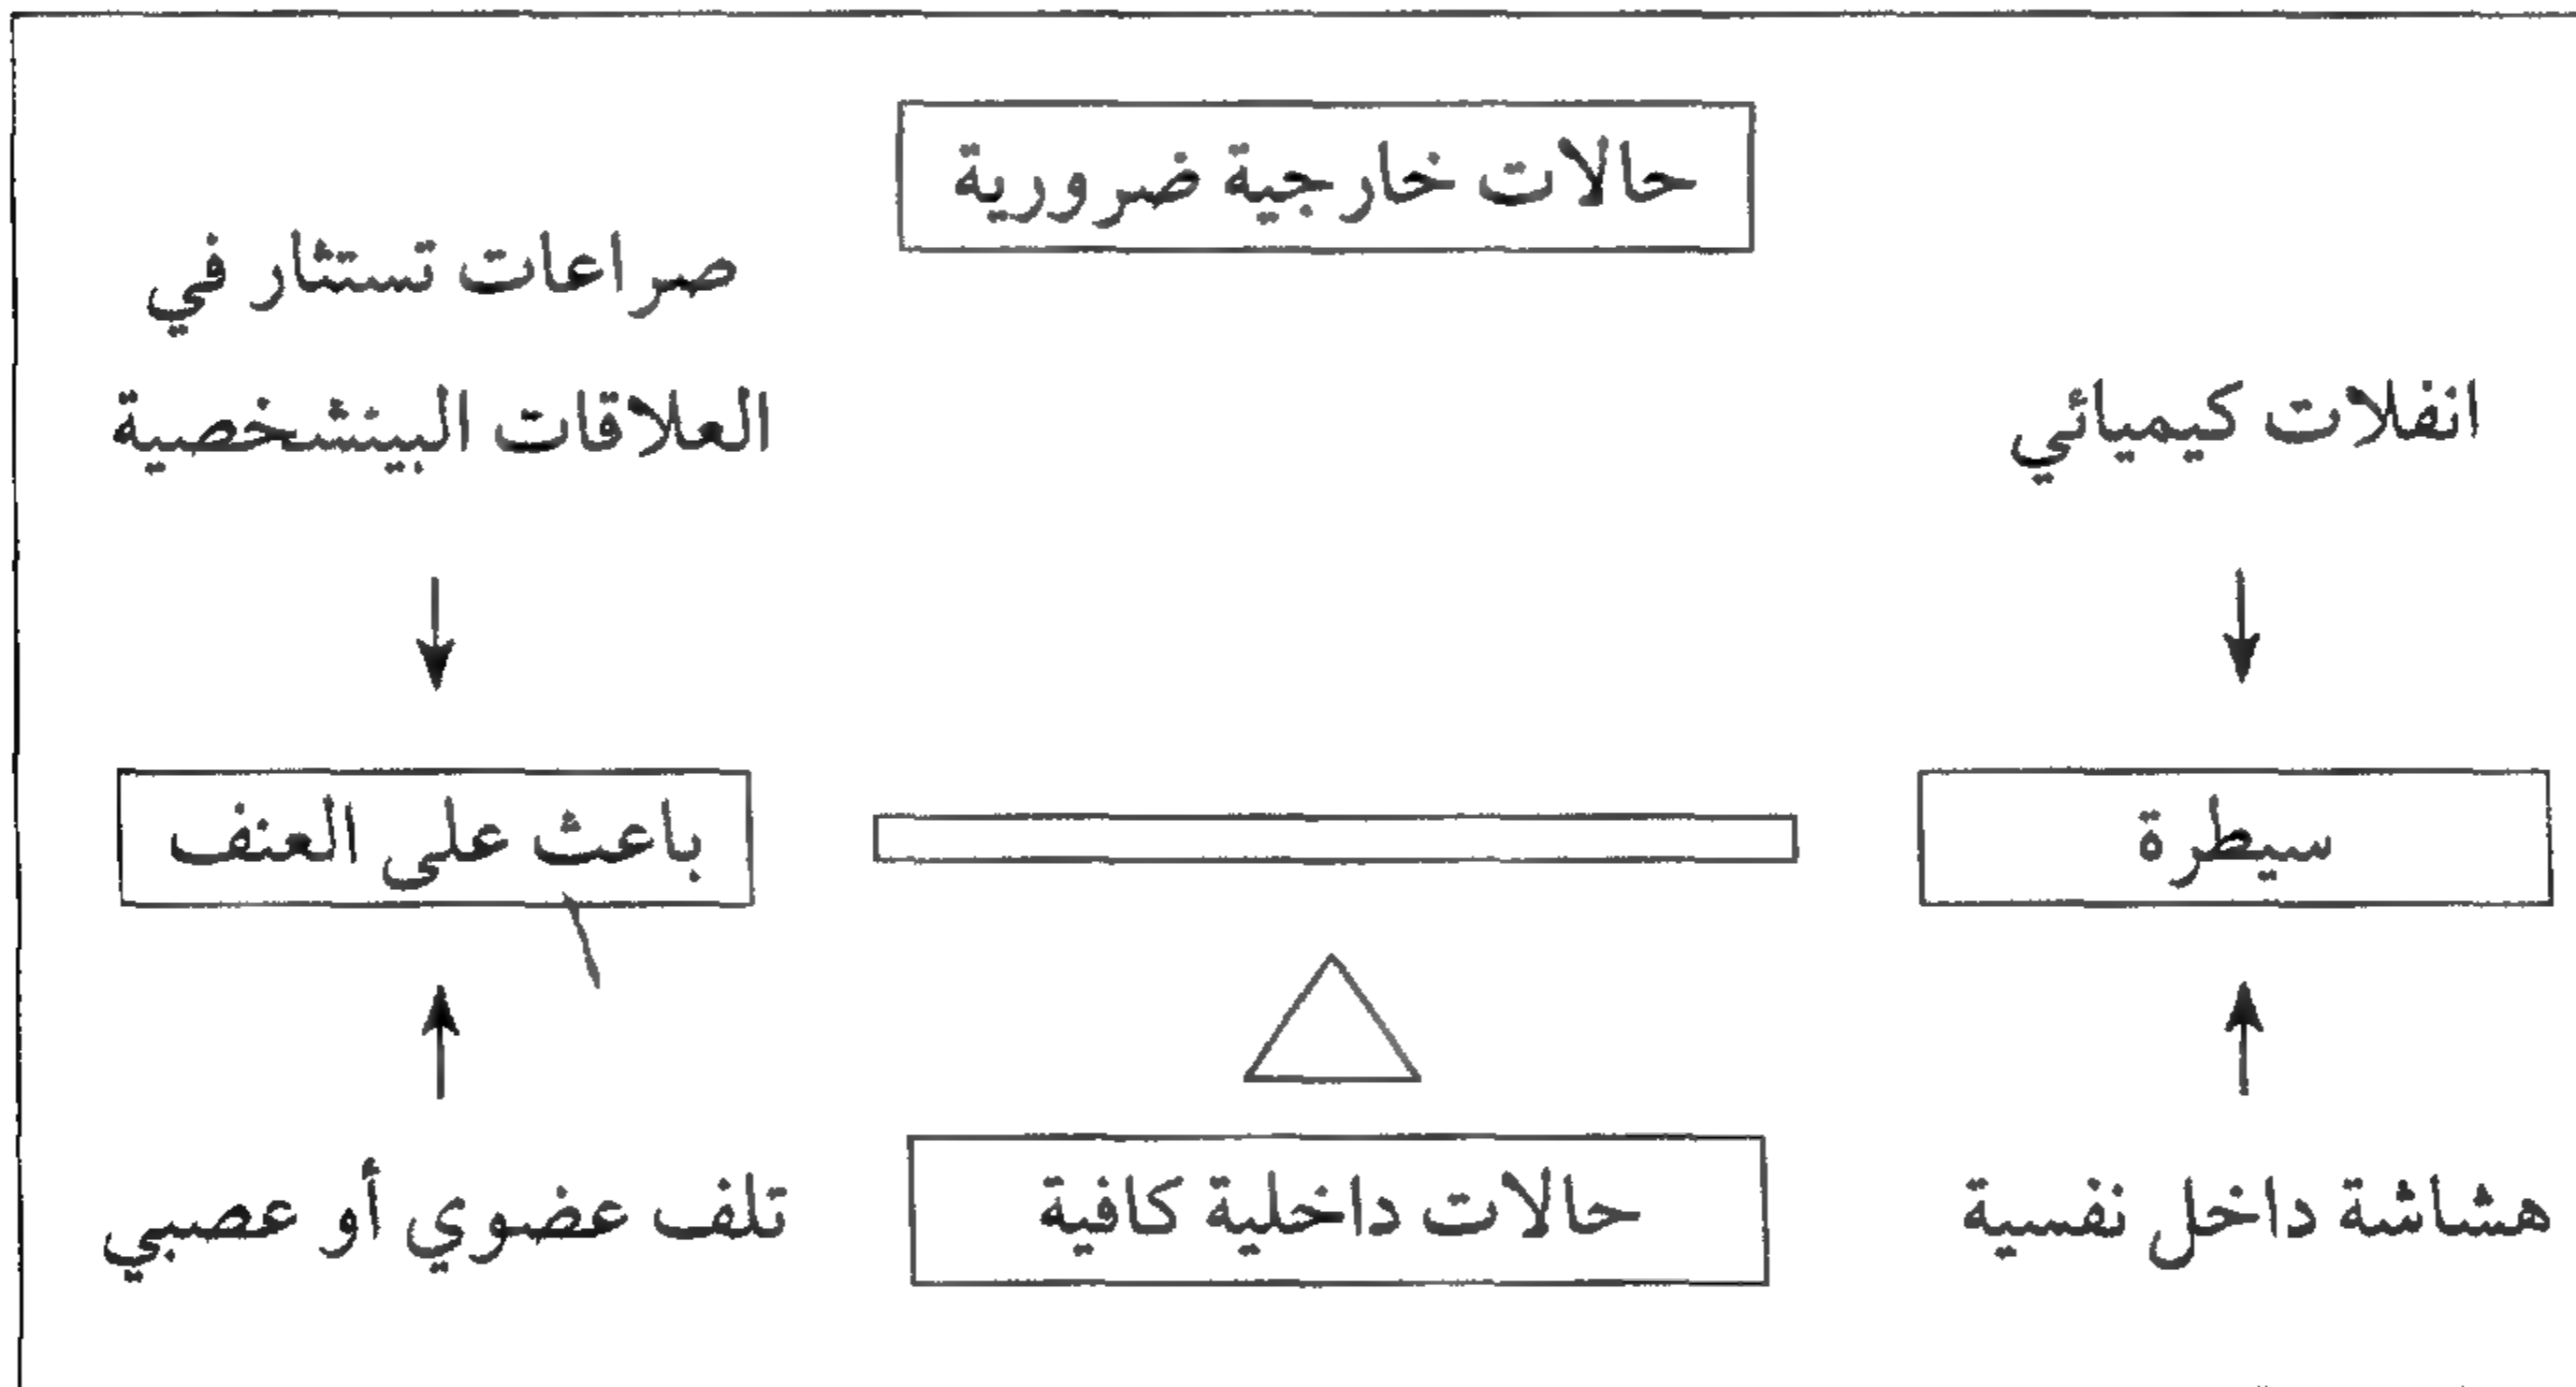 حالات خارجية ضرورية
صراعات تستثار في
العلاقات البينشخصية
انفلات كيميائي
سيطرة
باعث على العنف
هشاشة داخل نفسية
حالات داخلية كافية
تلف عضوي أو عصبي